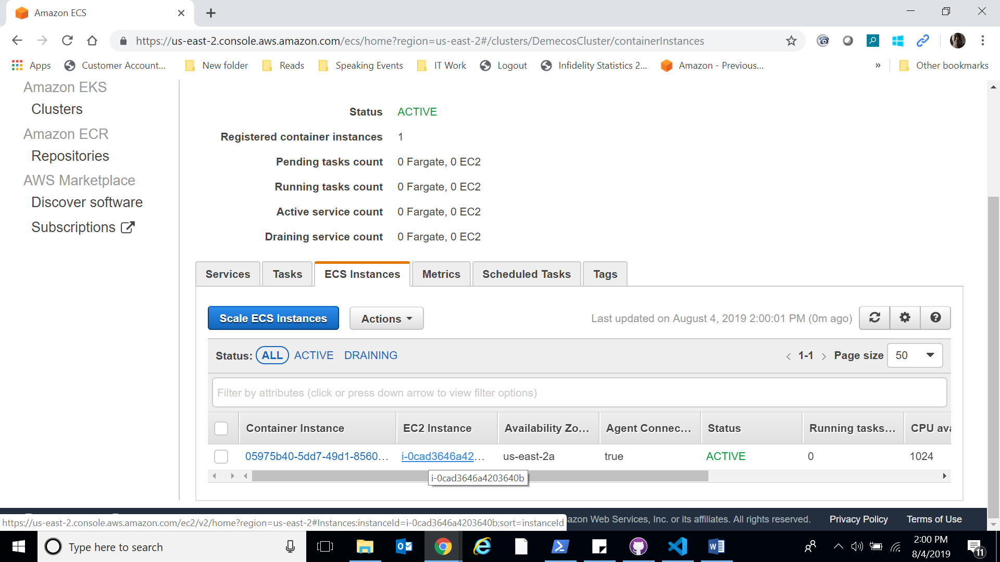 Amazon ECS
https://us-east-2.console.aws.amazon.com/ecs/home?region=us-east-2#/clusters/DemecosCluster/containerInstances
Apps
Customer Account...
New folder
Reads
Speaking Events
IT Work
Logout
Infidelity Statistics 2...
Amazon - Previous...
»
Other bookmarks
Amazon EKS
Clusters
Amazon ECR
Repositories
AWS Marketplace
Discover software
Subscriptions
Status ACTIVE
Registered container instances 1
Pending tasks count 0 Fargate, 0 EC2
Running tasks count 0 Fargate, 0 EC2
Active service count 0 Fargate, 0 EC2
Draining service count 0 Fargate, 0 EC2
Services Tasks ECS Instances Metrics Scheduled Tasks Tags
Scale ECS Instances Actions Last updated on August 4, 2019 2:00:01 PM (0m ago)
Status: ALL ACTIVE DRAINING < 1-1 > Page size 50
Filter by attributes (click or press down arrow to view filter options)
Container Instance EC2 Instance Availability Zo... Agent Connec... Status Running tasks... CPU ava
05975b40-5dd7-49d1-8560... i-0cad3646a42... us-east-2a true ACTIVE 0 1024
i-0cad3646a4203640b
https://us-east-2.console.aws.amazon.com/ec2/v2/home?region=us-east-2#Instances:instanceId=i-0cad3646a4203640b;sort=instanceId
azon Web Services, Inc. or its affiliates. All rights reserved. Privacy Policy Terms of Use
Type here to search
2:00 PM
8/4/2019
11